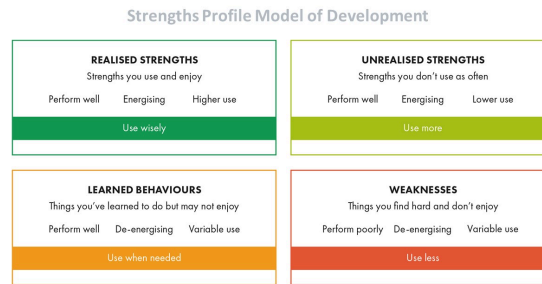 Strengths Profile Model of Development
REALISED STRENGTHS
Strengths you use and enjoy
Perform well Energising Higher use
Use wisely
UNREALISED STRENGTHS
Strengths you don't use as often
Perform well Energising Lower use
Use more
LEARNED BEHAVIOURS
Things you've learned to do but may not enjoy
Perform well De-energising Variable use
Use when needed
WEAKNESSES
Things you find hard and don't enjoy
Perform poorly De-energising Variable use
Use less